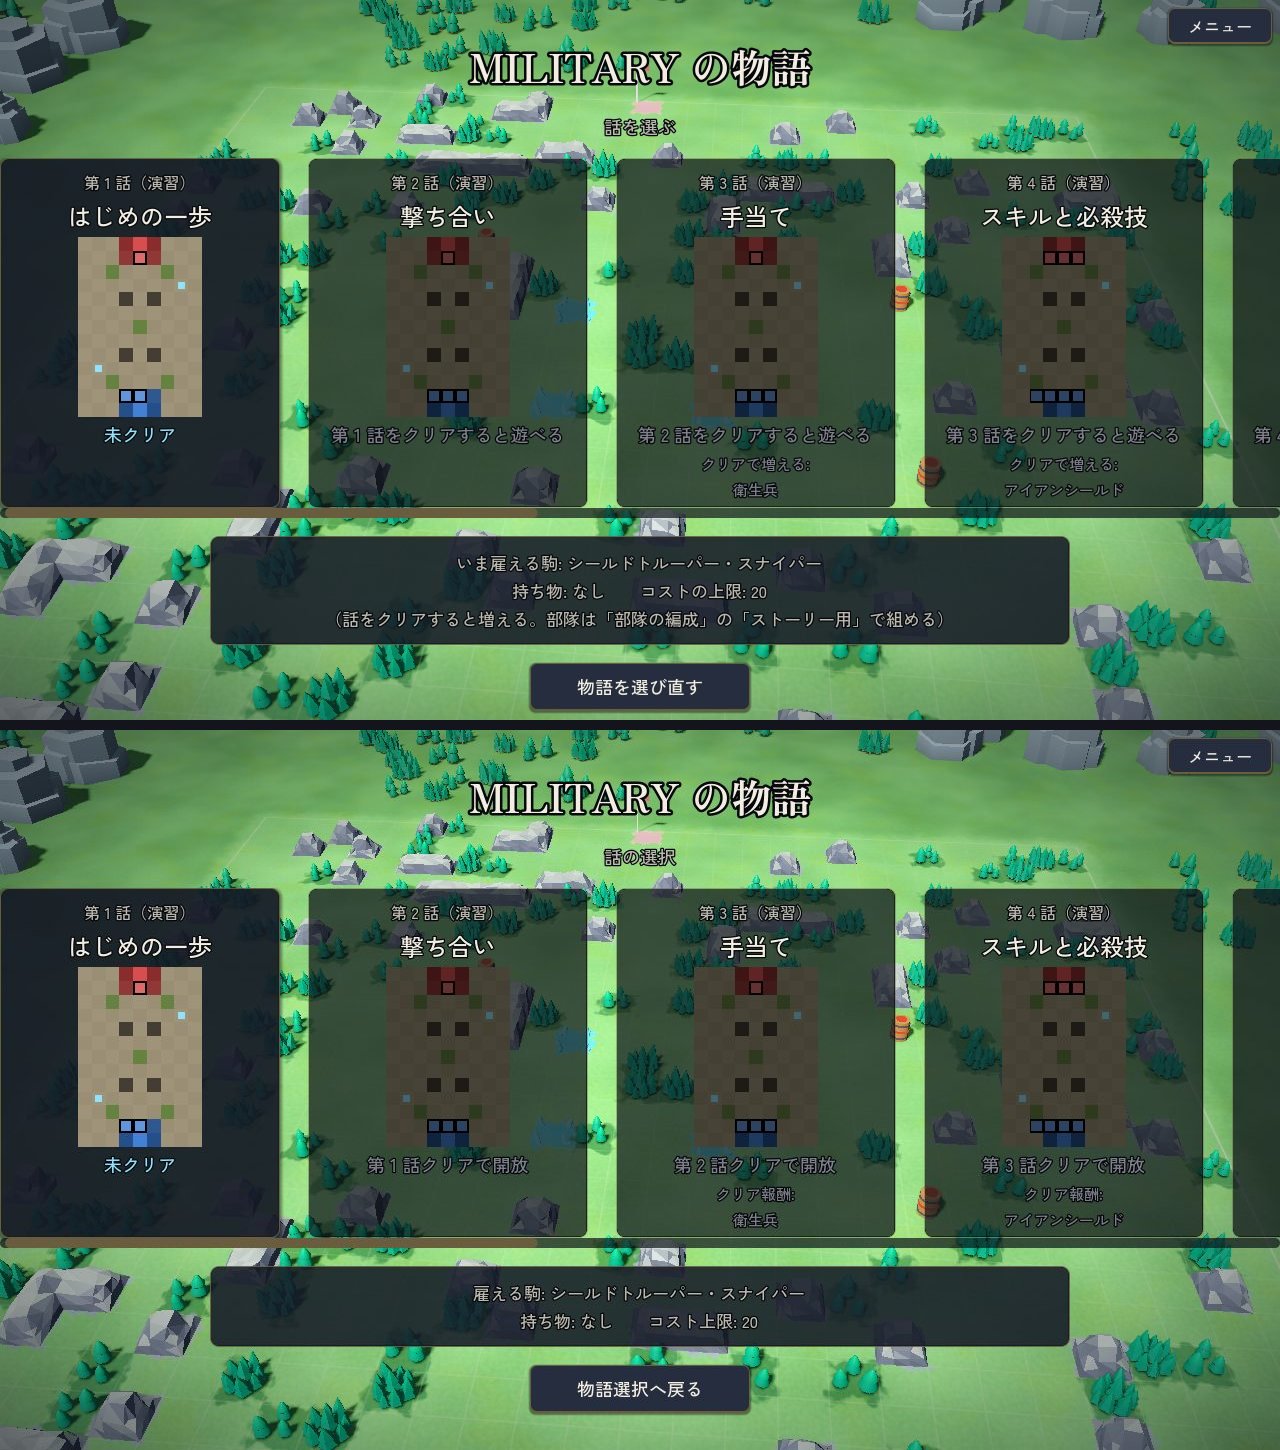 メニュー
MILITARY の物語
話を選ぶ
第 1 話（演習）
はじめの一歩
未クリア
第 2 話（演習）
撃ち合い
第 1 話をクリアすると遊べる
第 3 話（演習）
手当て
第 2 話をクリアすると遊べる
クリアで増える:
衛生兵
第 4 話（演習）
スキルと必殺技
第 3 話をクリアすると遊べる
クリアで増える:
アイアンシールド
第
いま雇える駒: シールドトルーパー・スナイパー
持ち物: なし　　コストの上限: 20
（話をクリアすると増える。部隊は「部隊の編成」の「ストーリー用」で組める）
物語を選び直す
メニュー
MILITARY の物語
話の選択
第 1 話（演習）
はじめの一歩
未クリア
第 2 話（演習）
撃ち合い
第 1 話クリアで開放
第 3 話（演習）
手当て
第 2 話クリアで開放
クリア報酬:
衛生兵
第 4 話（演習）
スキルと必殺技
第 3 話クリアで開放
クリア報酬:
アイアンシールド
雇える駒: シールドトルーパー・スナイパー
持ち物: なし　　コスト上限: 20
物語選択へ戻る